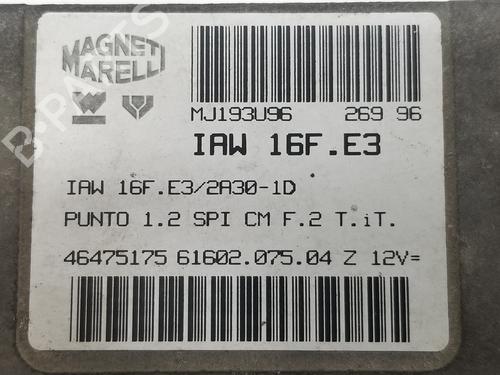 MAGNETI
MARELLI
MJ193U96 269 96
IAW 16F.E3
IAW 16F.E3/2A30-1D
PUNTO 1.2 SPI CM F.2 T.iT.
46475175 61602.075.04 Z 12V=
B-PARTS